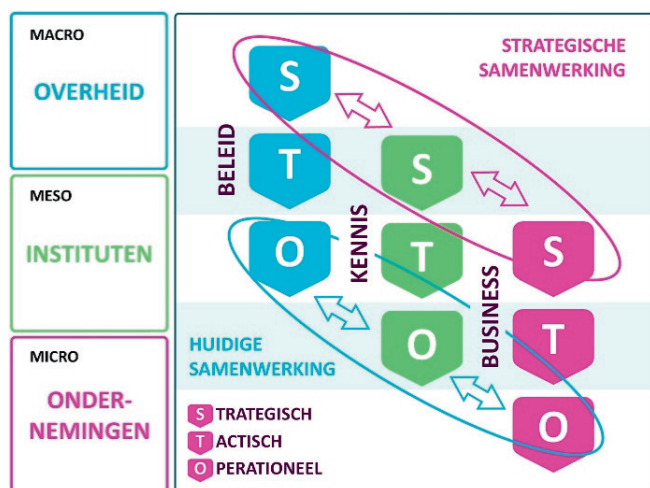 MACRO
OVERHEID
MESO
INSTITUTEN
MICRO
ONDER-
NEMINGEN
STRATEGISCHE
SAMENWERKING
BELEID
S
T
O
KENNIS
S
T
O
BUSINESS
S
T
O
HUIDIGE
SAMENWERKING
S TRATEGISCH
T ACTISCH
O PERATIONEEL